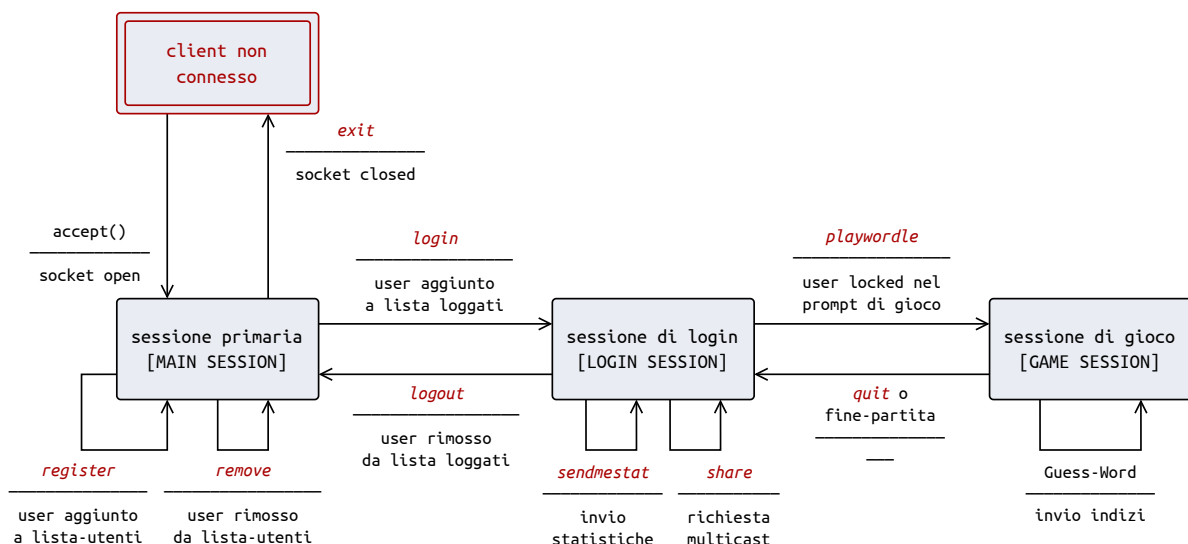 client non
connesso
exit
socket closed
accept()
socket open
login
user aggiunto
a lista loggati
playwordle
user locked nel
prompt di gioco
sessione primaria
[MAIN SESSION]
sessione di login
[LOGIN SESSION]
sessione di gioco
[GAME SESSION]
logout
user rimosso
da lista loggati
quit o
fine-partita
register
user aggiunto
a lista-utenti
remove
user rimosso
da lista-utenti
sendmestat
invio
statistiche
share
richiesta
multicast
Guess-Word
invio indizi